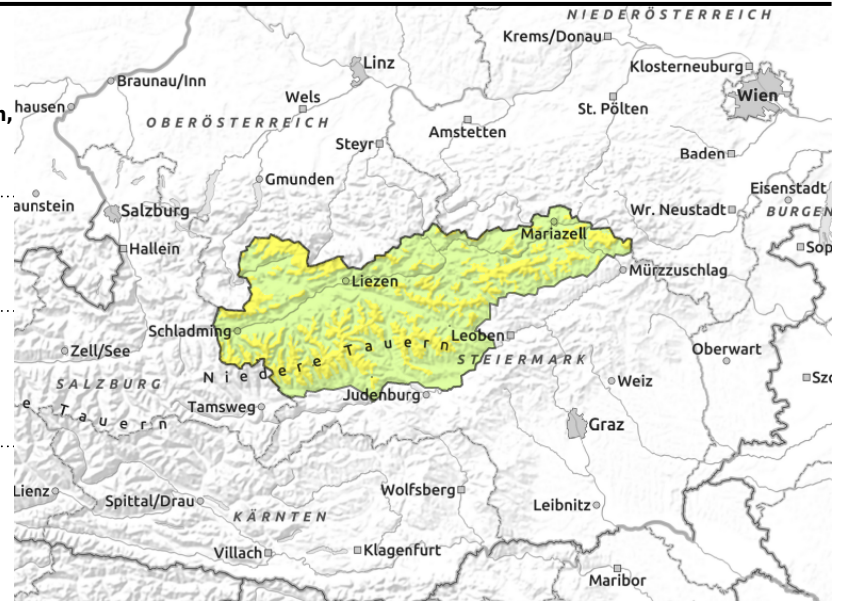 NIEDERÖSTERREICH
Krems/Donau
Linz
Klosterneuburg
Braunau/Inn
Wien
hausen
Wels
St. Pölten
n,
OBERÖSTERREICH
Amstetten
Steyr
Baden
Gmunden
Eisenstadt
aunstein
Salzburg
Wr. Neustadt
BURGEN
Mariazell
Hallein
Sop
Mürzzuschlag
Liezen
Schladming
Leoben
Niedere Tauern
Zell/See
STEIERMARK
Oberwart
SALZBURG
Weiz
Szo
Judenburg
e Tauern
Tamsweg
Graz
Lienz
Spittal/Drau
Wolfsberg
Leibnitz
KÄRNTEN
Villach
Klagenfurt
Maribor